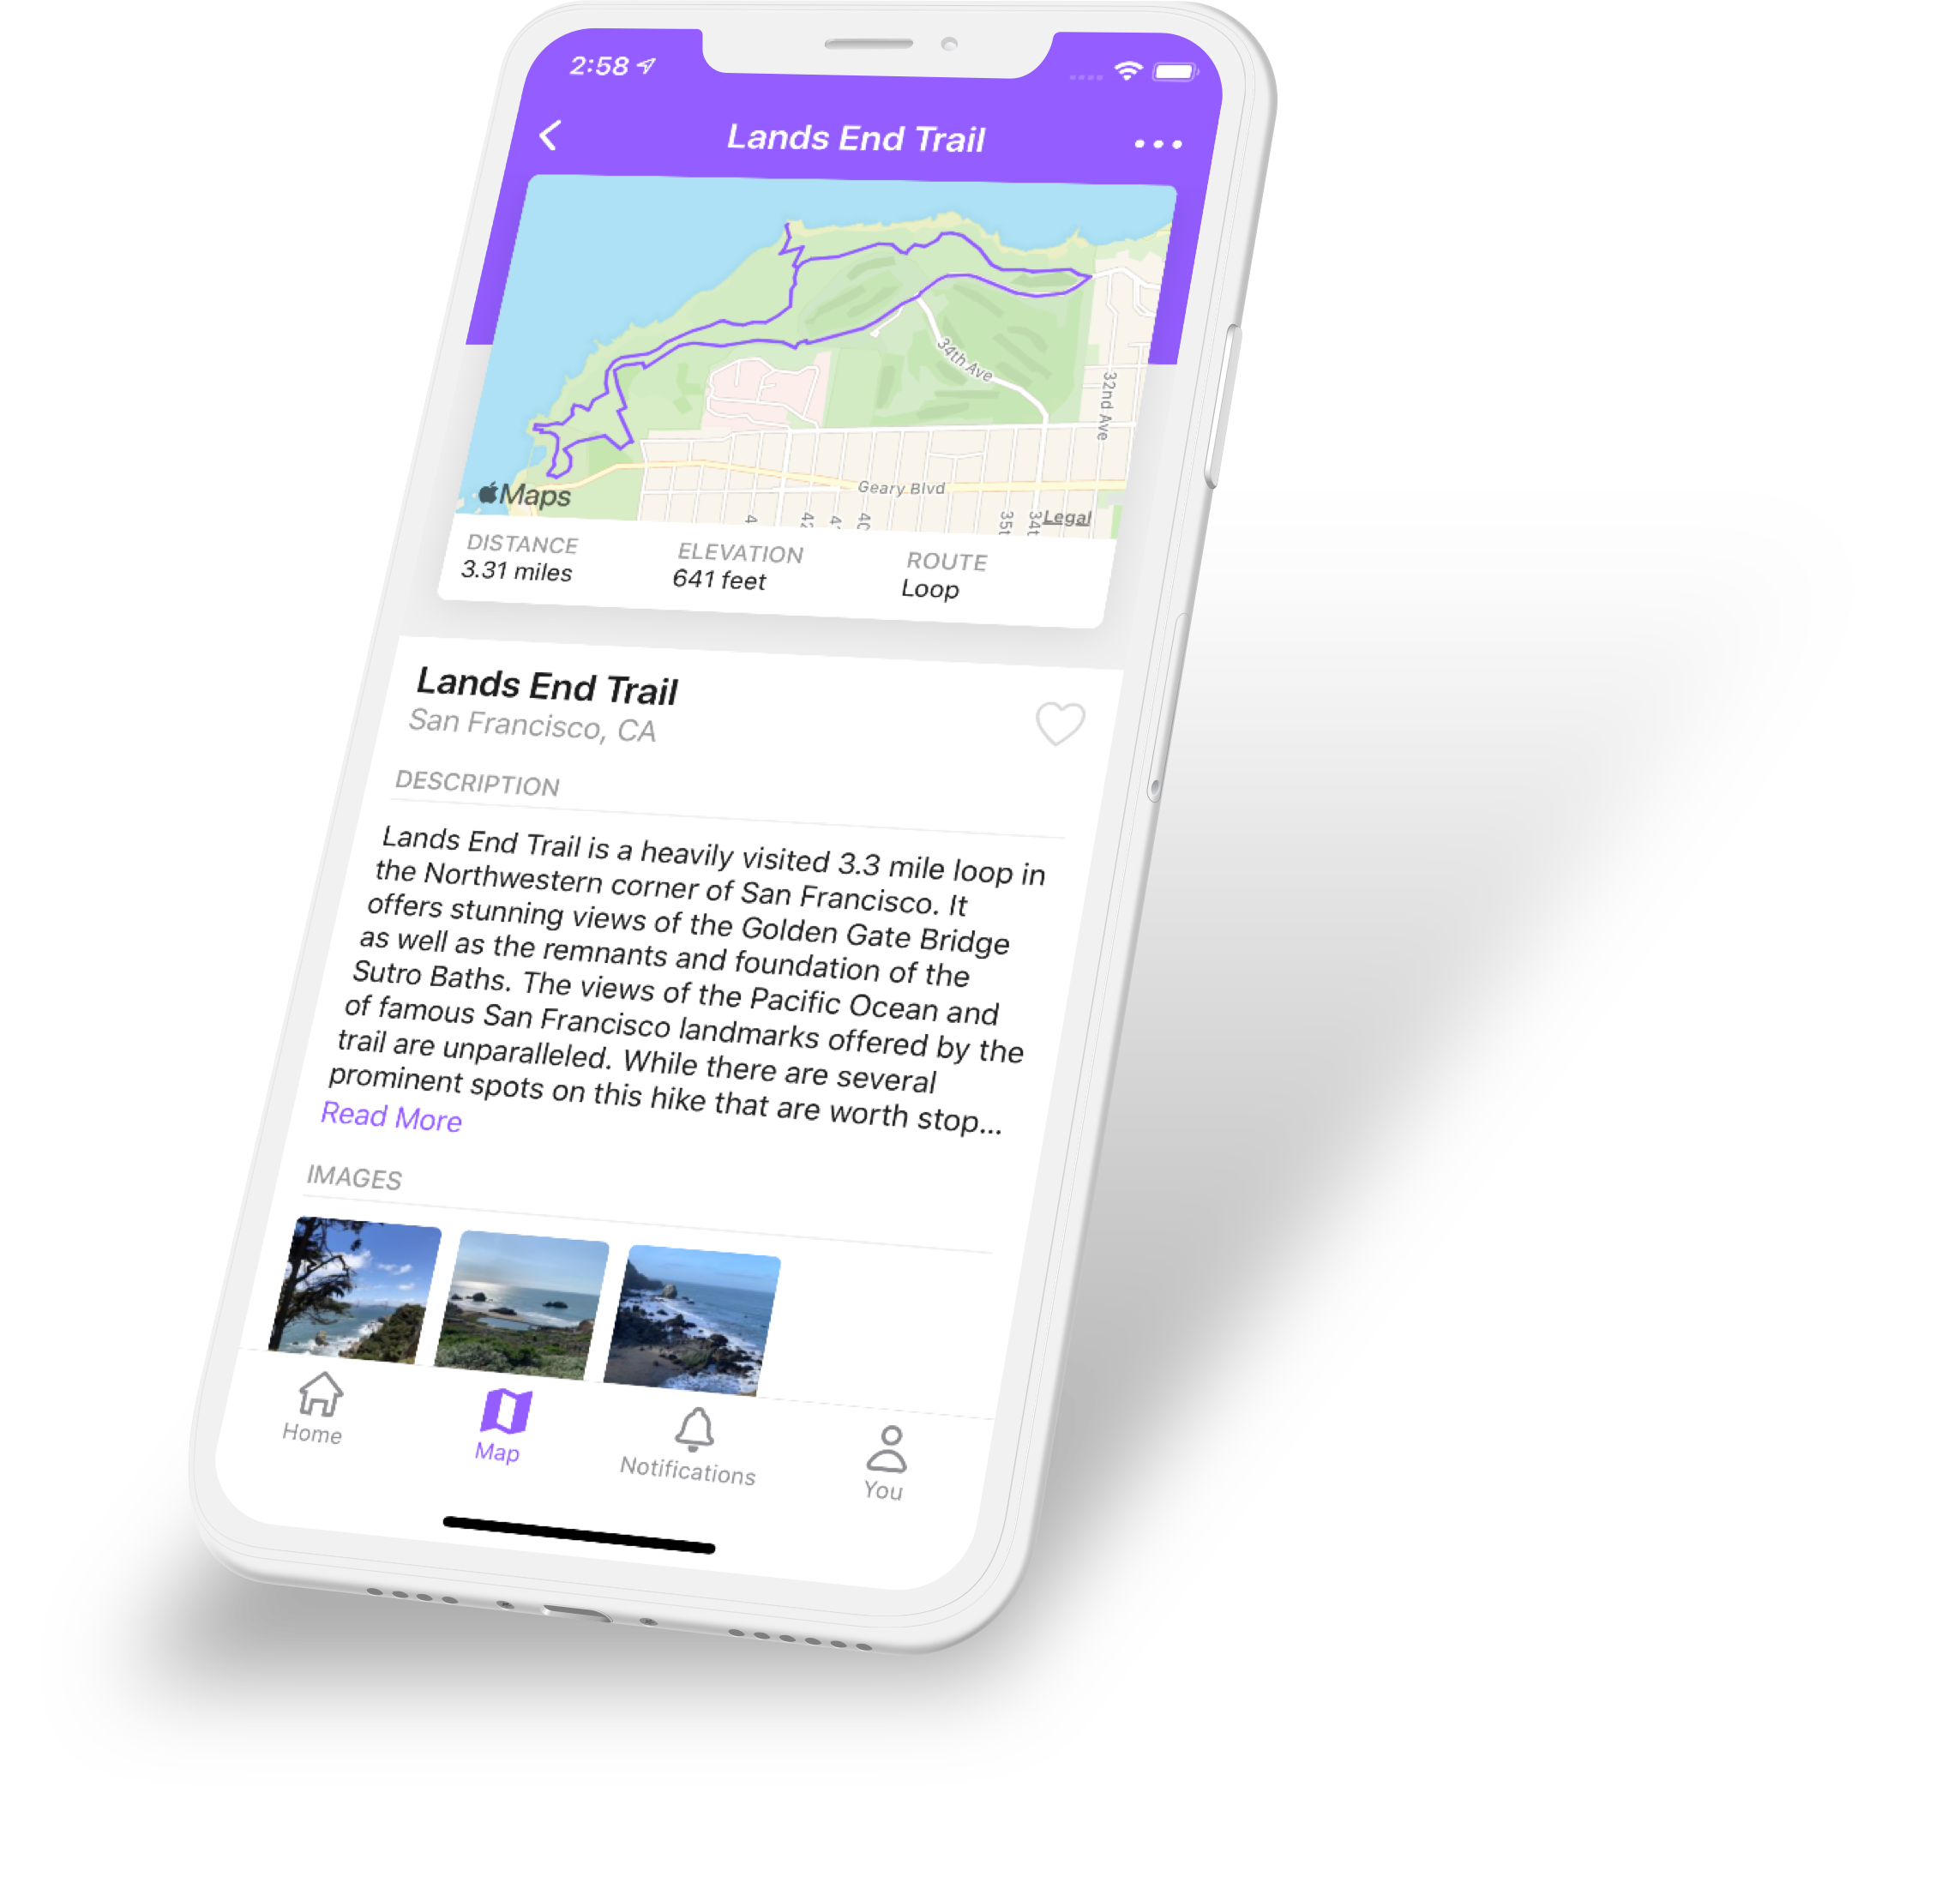 2:58
Lands End Trail
34th Ave
32nd Ave
Geary Blvd
Maps
Legal
DISTANCE ELEVATION ROUTE
3.31 miles 641 feet Loop
Lands End Trail
San Francisco, CA
DESCRIPTION
Lands End Trail is a heavily visited 3.3 mile loop in
the Northwestern corner of San Francisco. It
offers stunning views of the Golden Gate Bridge
as well as the remnants and foundation of the
Sutro Baths. The views of the Pacific Ocean and
of famous San Francisco landmarks offered by the
trail are unparalleled. While there are several
prominent spots on this hike that are worth stop...
Read More
IMAGES
Home Map Notifications You